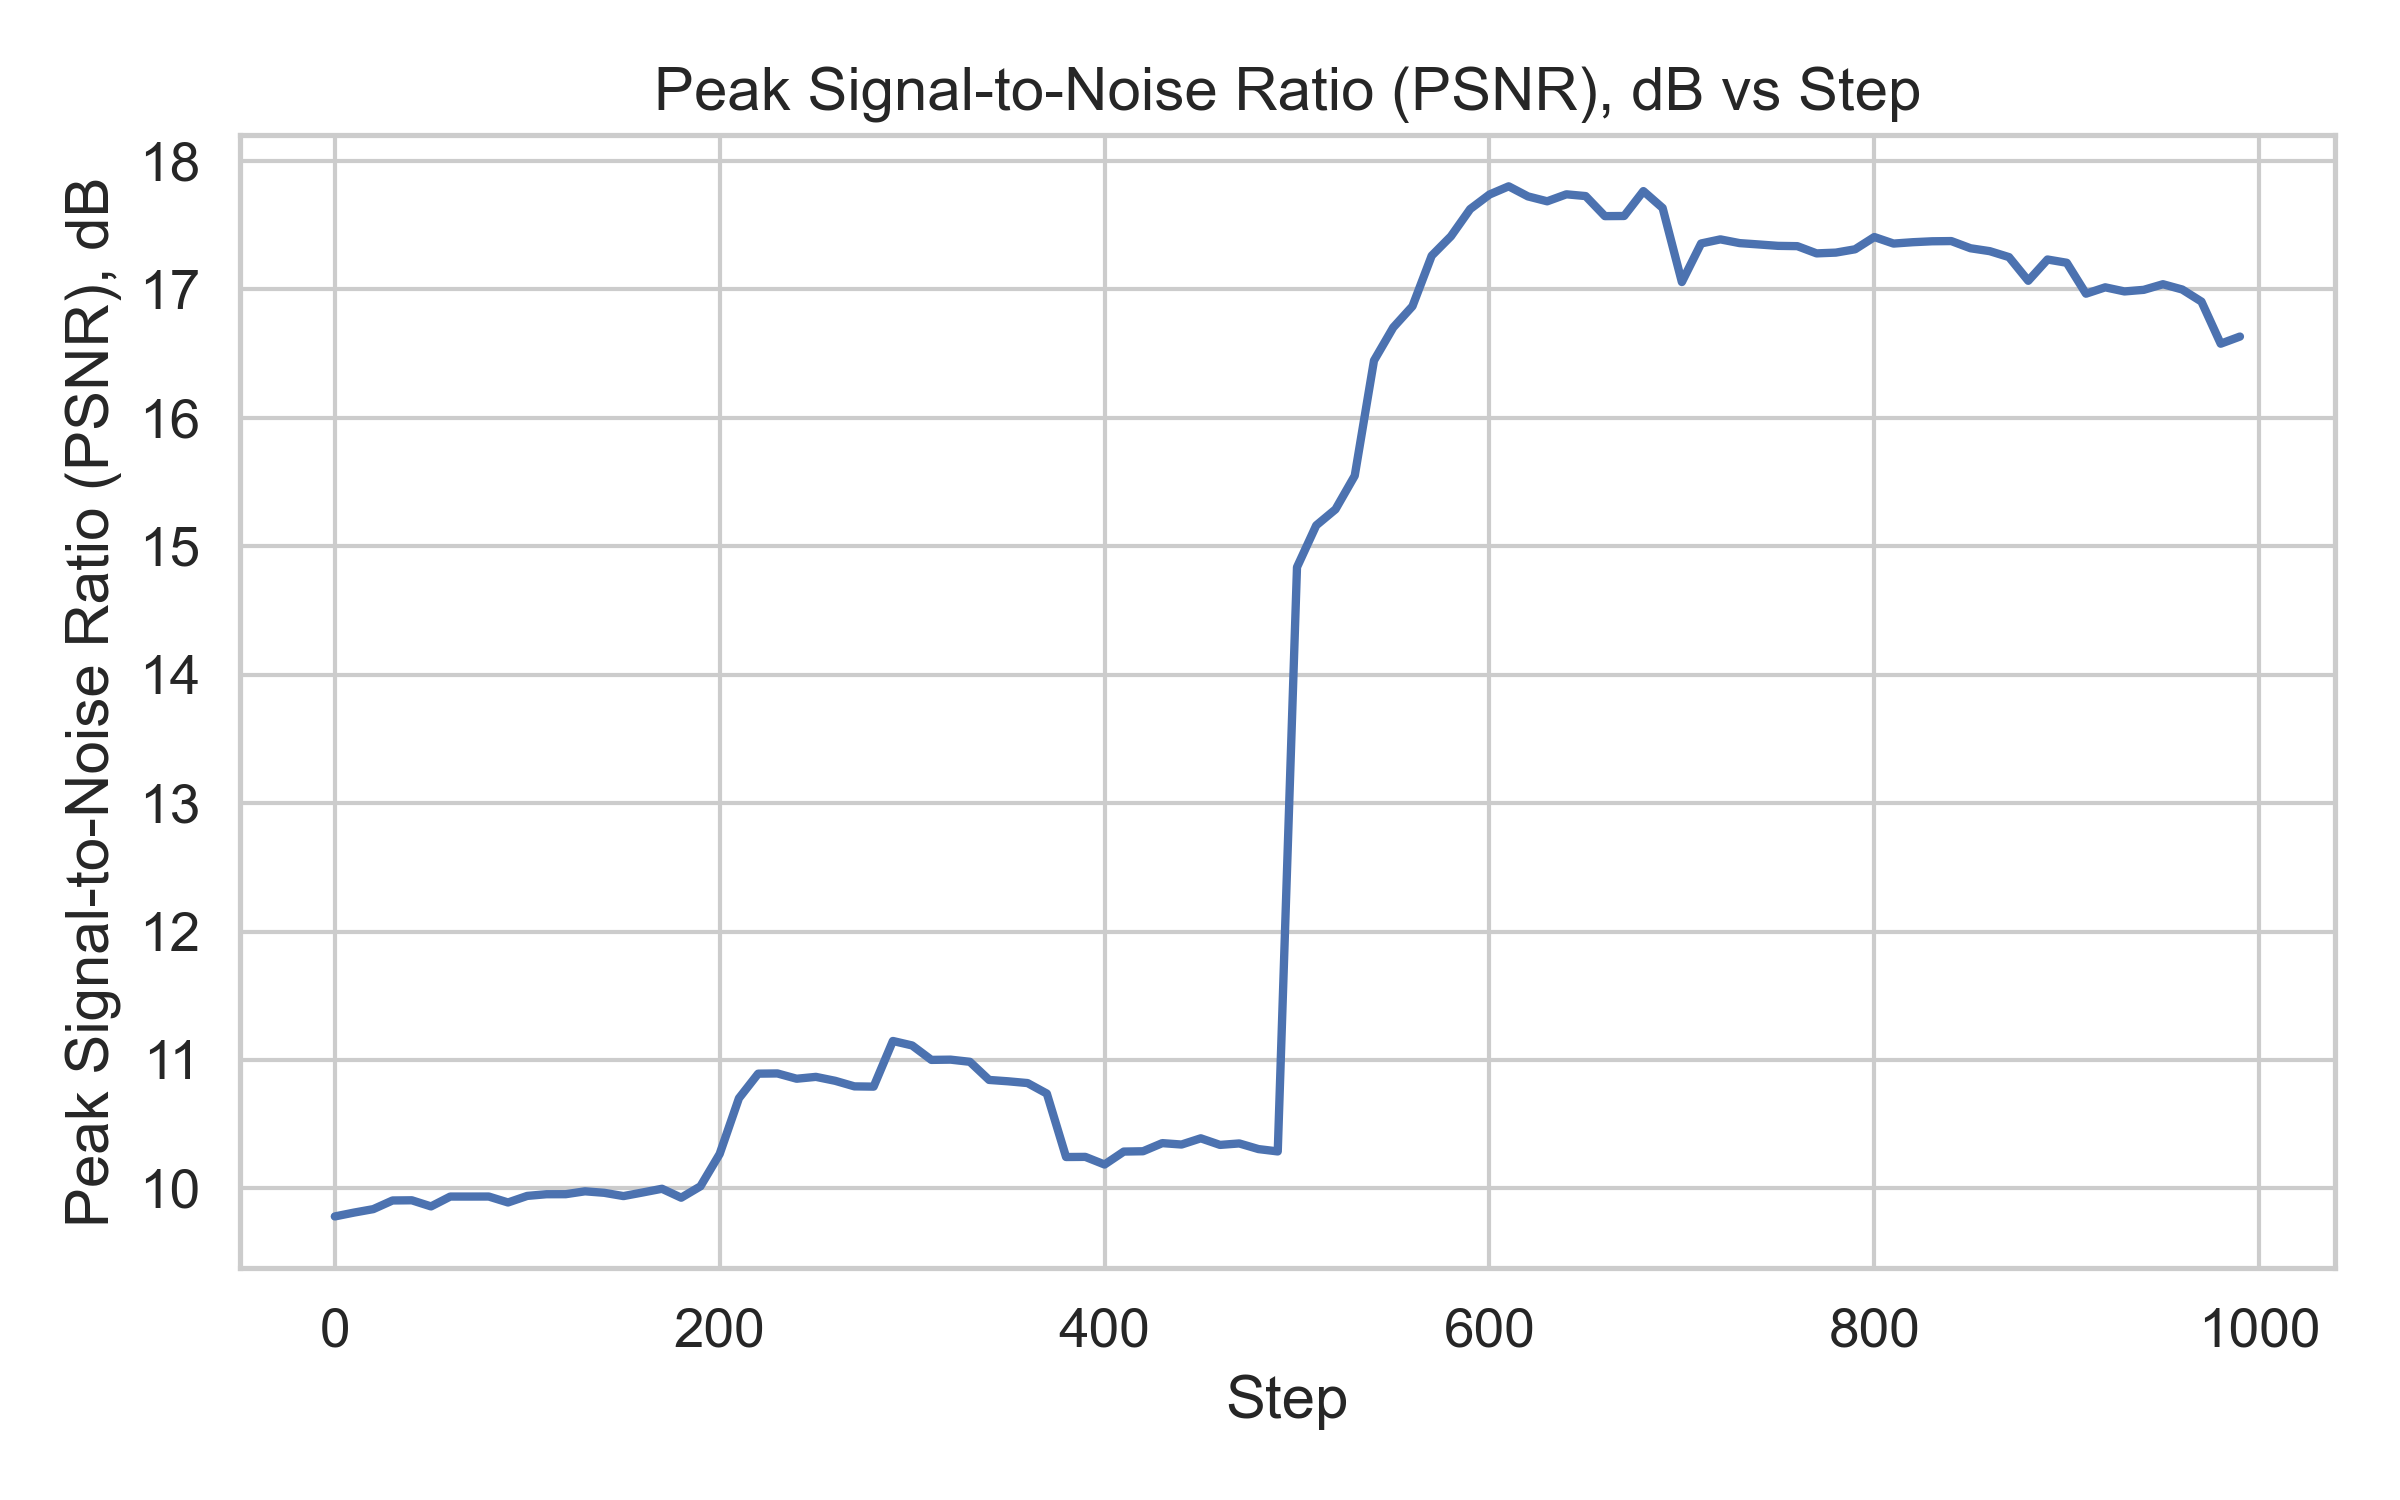 Peak Signal-to-Noise Ratio (PSNR), dB vs Step
Peak Signal-to-Noise Ratio (PSNR), dB
18
17
16
15
14
13
12
11
10
0 200 400 600 800 1000
Step